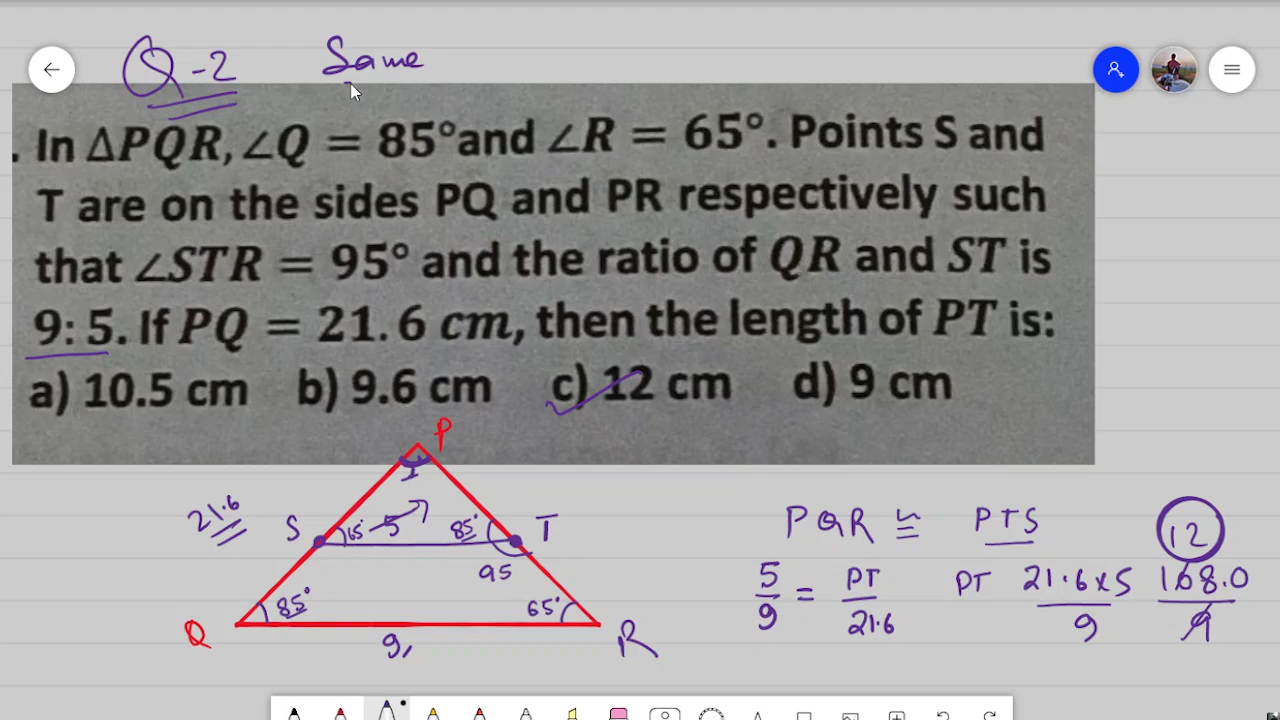 Q-2 Same
. In ΔPQR, ∠Q = 85° and ∠R = 65°. Points S and
T are on the sides PQ and PR respectively such
that ∠STR = 95° and the ratio of QR and ST is
9: 5. If PQ = 21. 6 cm, then the length of PT is:
a) 10.5 cm b) 9.6 cm c) 12 cm d) 9 cm
P
21.6 S 65° 5 85° T
95
Q 85° 65° R
9,
PQR ≅ PTS 12
5/9 = PT/21.6 PT 21.6×5/9 108.0/9